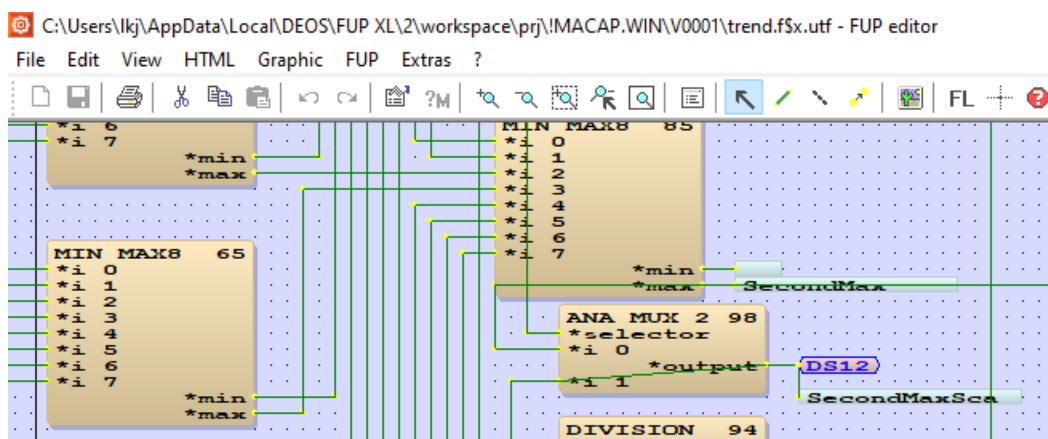 C:\Users\lkj\AppData\Local\DEOS\FUP XL\2\workspace\prj\!MACAP.WIN\V0001\trend.f$x.utf - FUP editor
File Edit View HTML Graphic FUP Extras ?
?M FL ?
*i 6
*i 7
*min
*max
MIN MAX8 85
*i 0
*i 1
*i 2
*i 3
*i 4
*i 5
*i 6
*i 7
*min
*max SecondMax
MIN MAX8 65
*i 0
*i 1
*i 2
*i 3
*i 4
*i 5
*i 6
*i 7
*min
*max
ANA MUX 2 98
*selector
*i 0
*output DS12
*i 1
SecondMaxSca
DIVISION 94